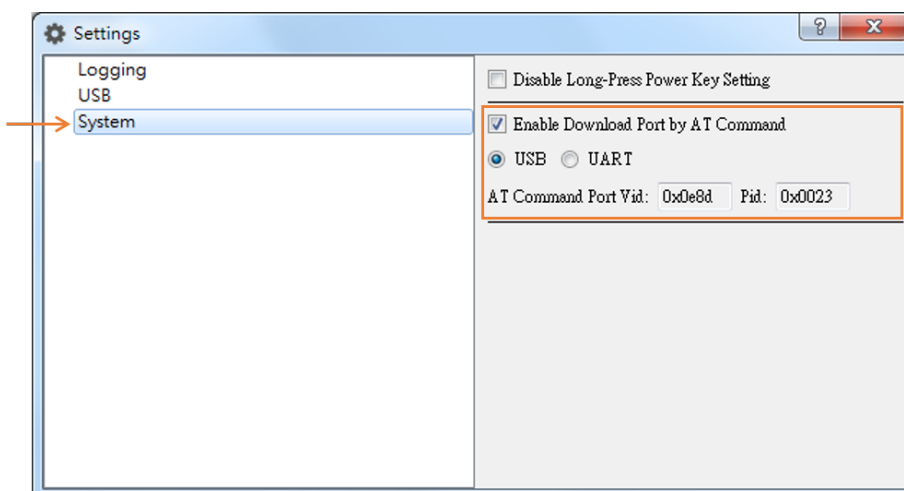 Settings
?
Logging
USB
System
Disable Long-Press Power Key Setting
Enable Download Port by AT Command
USB UART
AT Command Port Vid: 0x0e8d Pid: 0x0023